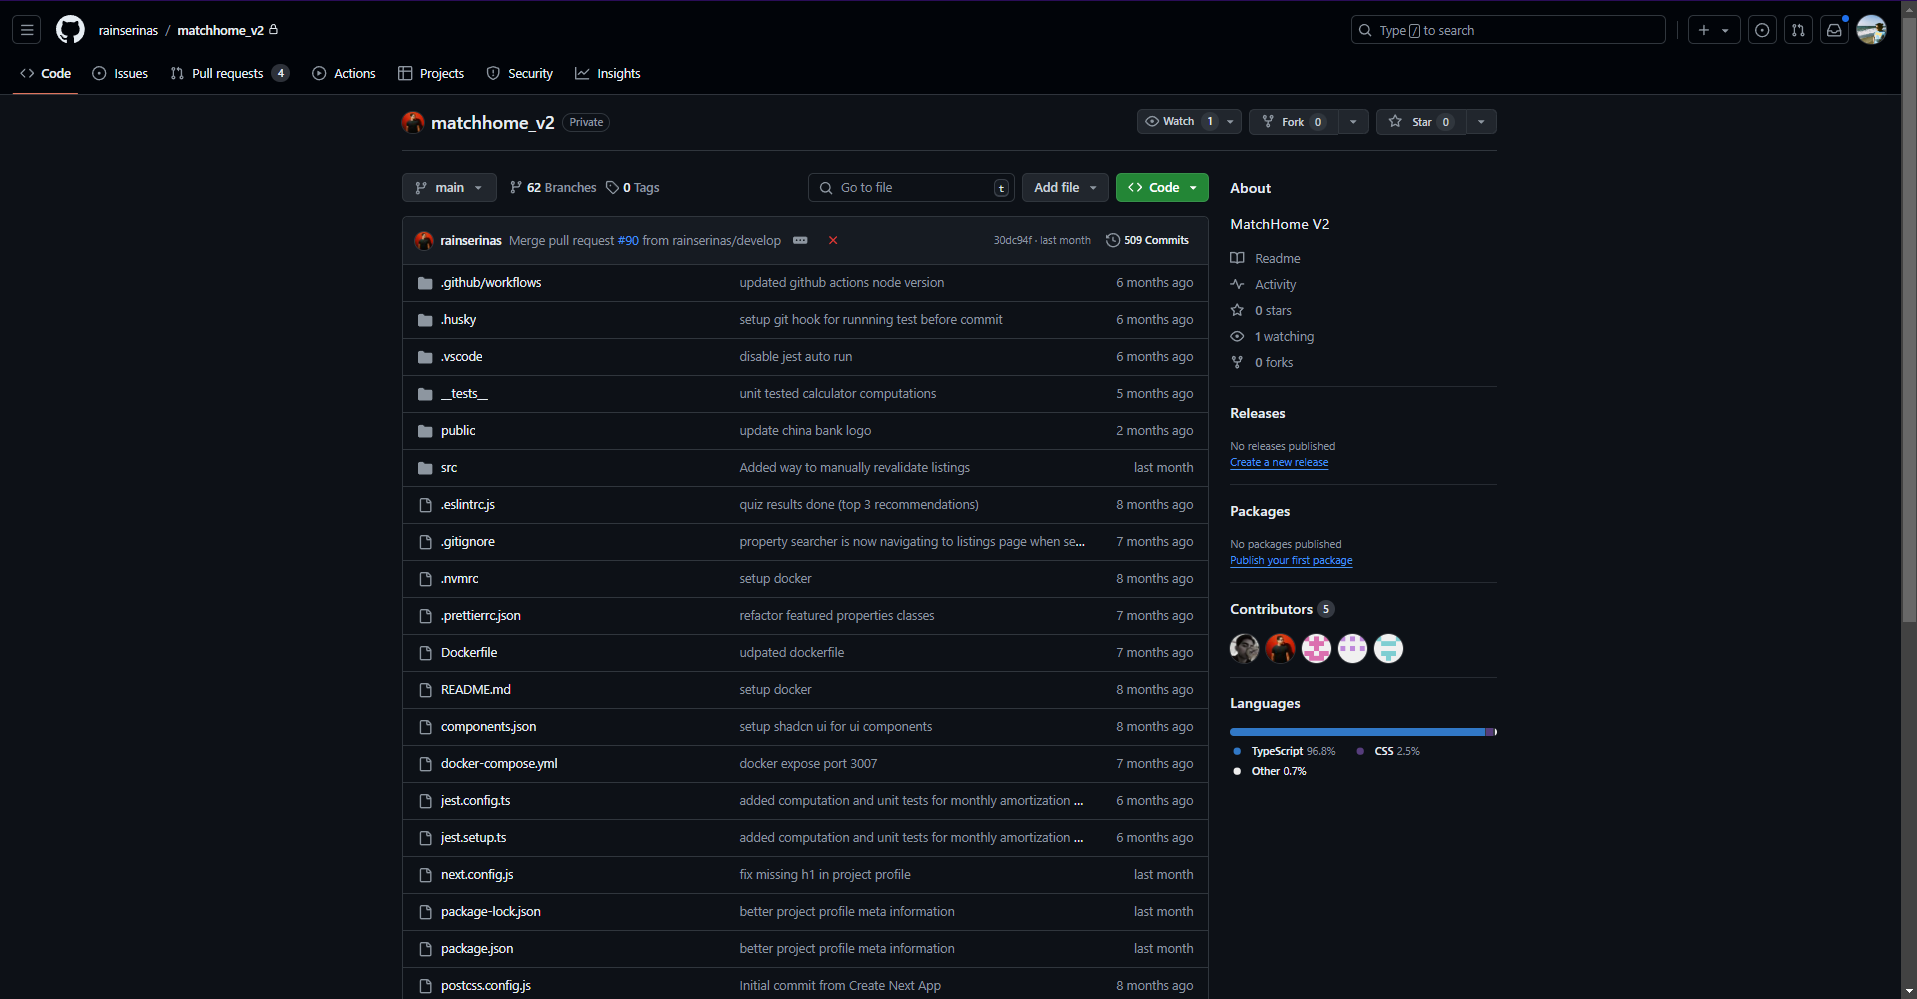 rainserinas / matchhome_v2
Type / to search
Code Issues Pull requests 4 Actions Projects Security Insights
matchhome_v2 Private
Watch 1 Fork 0 Star 0
main 62 Branches 0 Tags Go to file t Add file Code
rainserinas Merge pull request #90 from rainserinas/develop 30dc94f · last month 509 Commits
.github/workflows updated github actions node version 6 months ago
.husky setup git hook for runnning test before commit 6 months ago
.vscode disable jest auto run 6 months ago
__tests__ unit tested calculator computations 5 months ago
public update china bank logo 2 months ago
src Added way to manually revalidate listings last month
.eslintrc.js quiz results done (top 3 recommendations) 8 months ago
.gitignore property searcher is now navigating to listings page when se... 7 months ago
.nvmrc setup docker 8 months ago
.prettierrc.json refactor featured properties classes 7 months ago
Dockerfile udpated dockerfile 7 months ago
README.md setup docker 8 months ago
components.json setup shadcn ui for ui components 8 months ago
docker-compose.yml docker expose port 3007 7 months ago
jest.config.ts added computation and unit tests for monthly amortization ... 6 months ago
jest.setup.ts added computation and unit tests for monthly amortization ... 6 months ago
next.config.js fix missing h1 in project profile last month
package-lock.json better project profile meta information last month
package.json better project profile meta information last month
postcss.config.js Initial commit from Create Next App 8 months ago
About
MatchHome V2
Readme
Activity
0 stars
1 watching
0 forks
Releases
No releases published
Create a new release
Packages
No packages published
Publish your first package
Contributors 5
Languages
TypeScript 96.8% CSS 2.5%
Other 0.7%